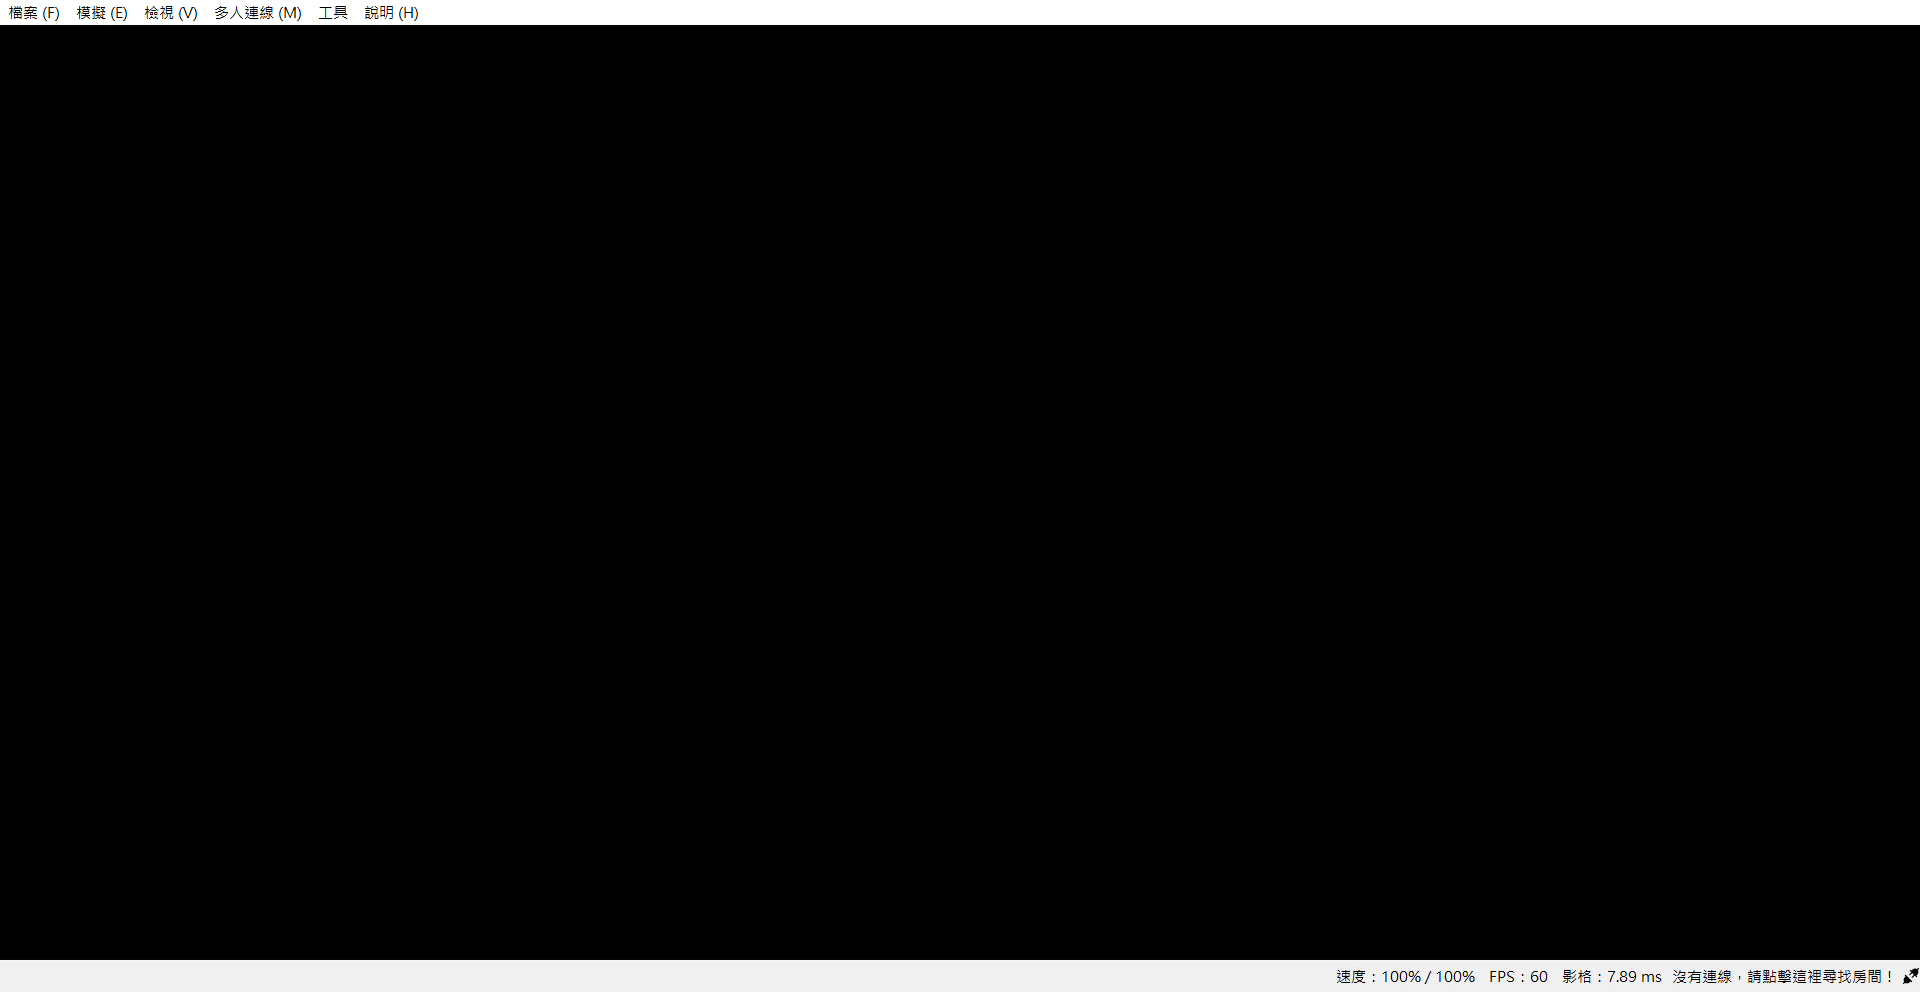 檔案 (F) 模擬 (E) 檢視 (V) 多人連線 (M) 工具 說明 (H)
速度：100% / 100% FPS：60 影格：7.89 ms 沒有連線，請點擊這裡尋找房間！